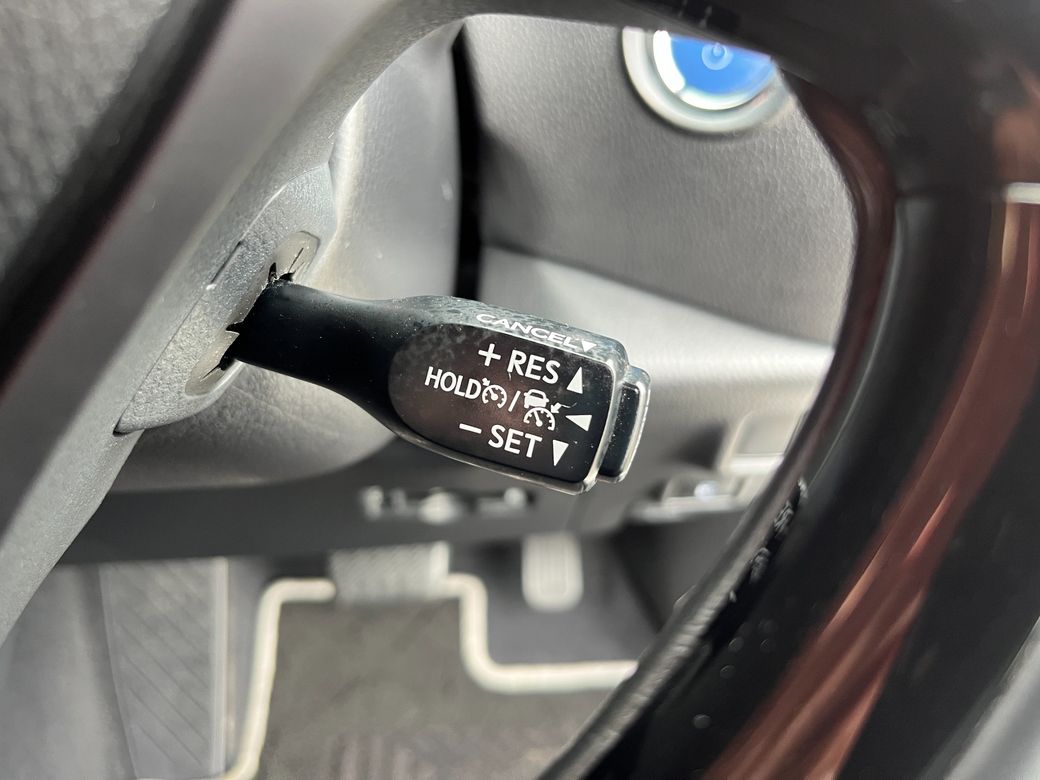 CANCEL▼
+ RES ▲
HOLD / ◀
− SET ▼